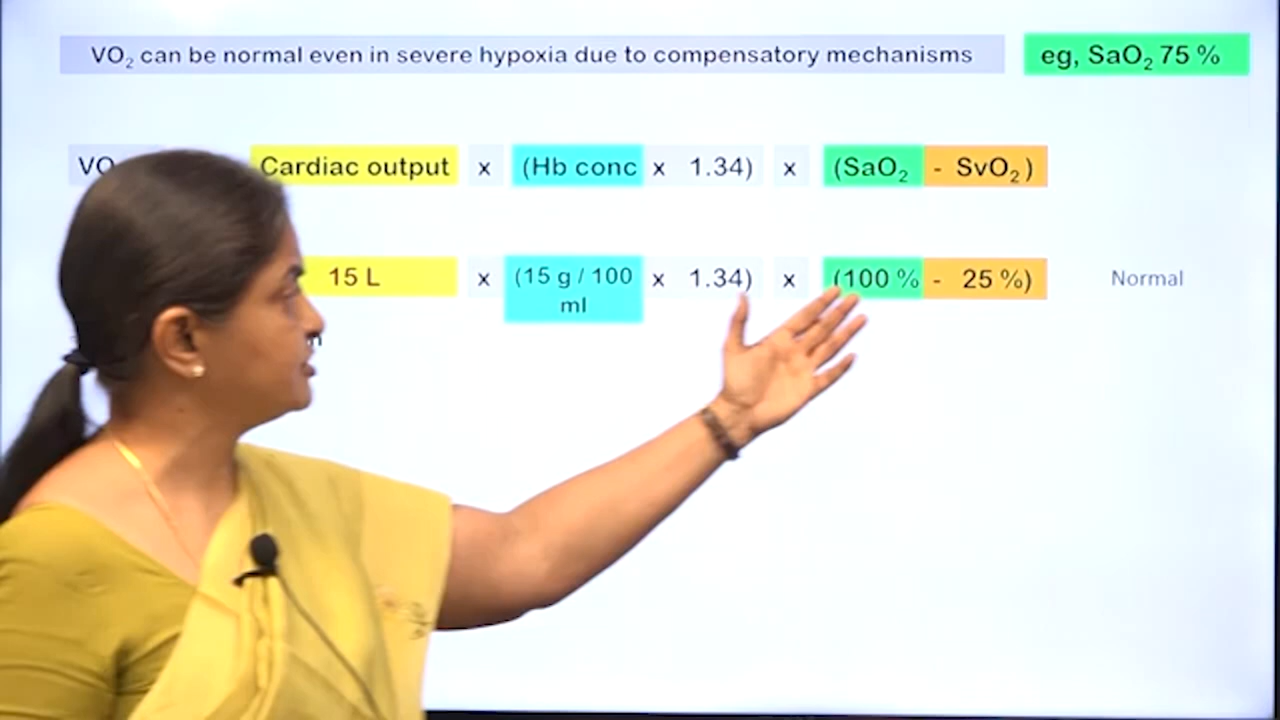 VO₂ can be normal even in severe hypoxia due to compensatory mechanisms
eg, SaO₂ 75 %
VO
Cardiac output x (Hb conc x 1.34) x (SaO₂ - SvO₂)
15 L x (15 g / 100 ml x 1.34) x (100 % - 25 %) Normal